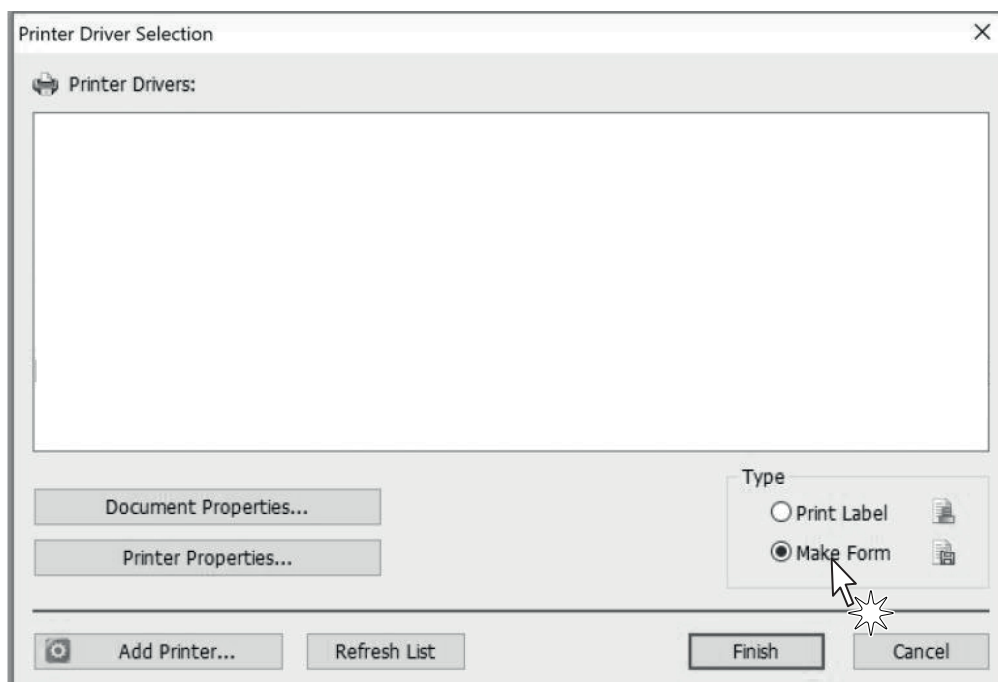 Printer Driver Selection
Printer Drivers:
Document Properties...
Printer Properties...
Type
Print Label
Make Form
Add Printer...
Refresh List
Finish
Cancel